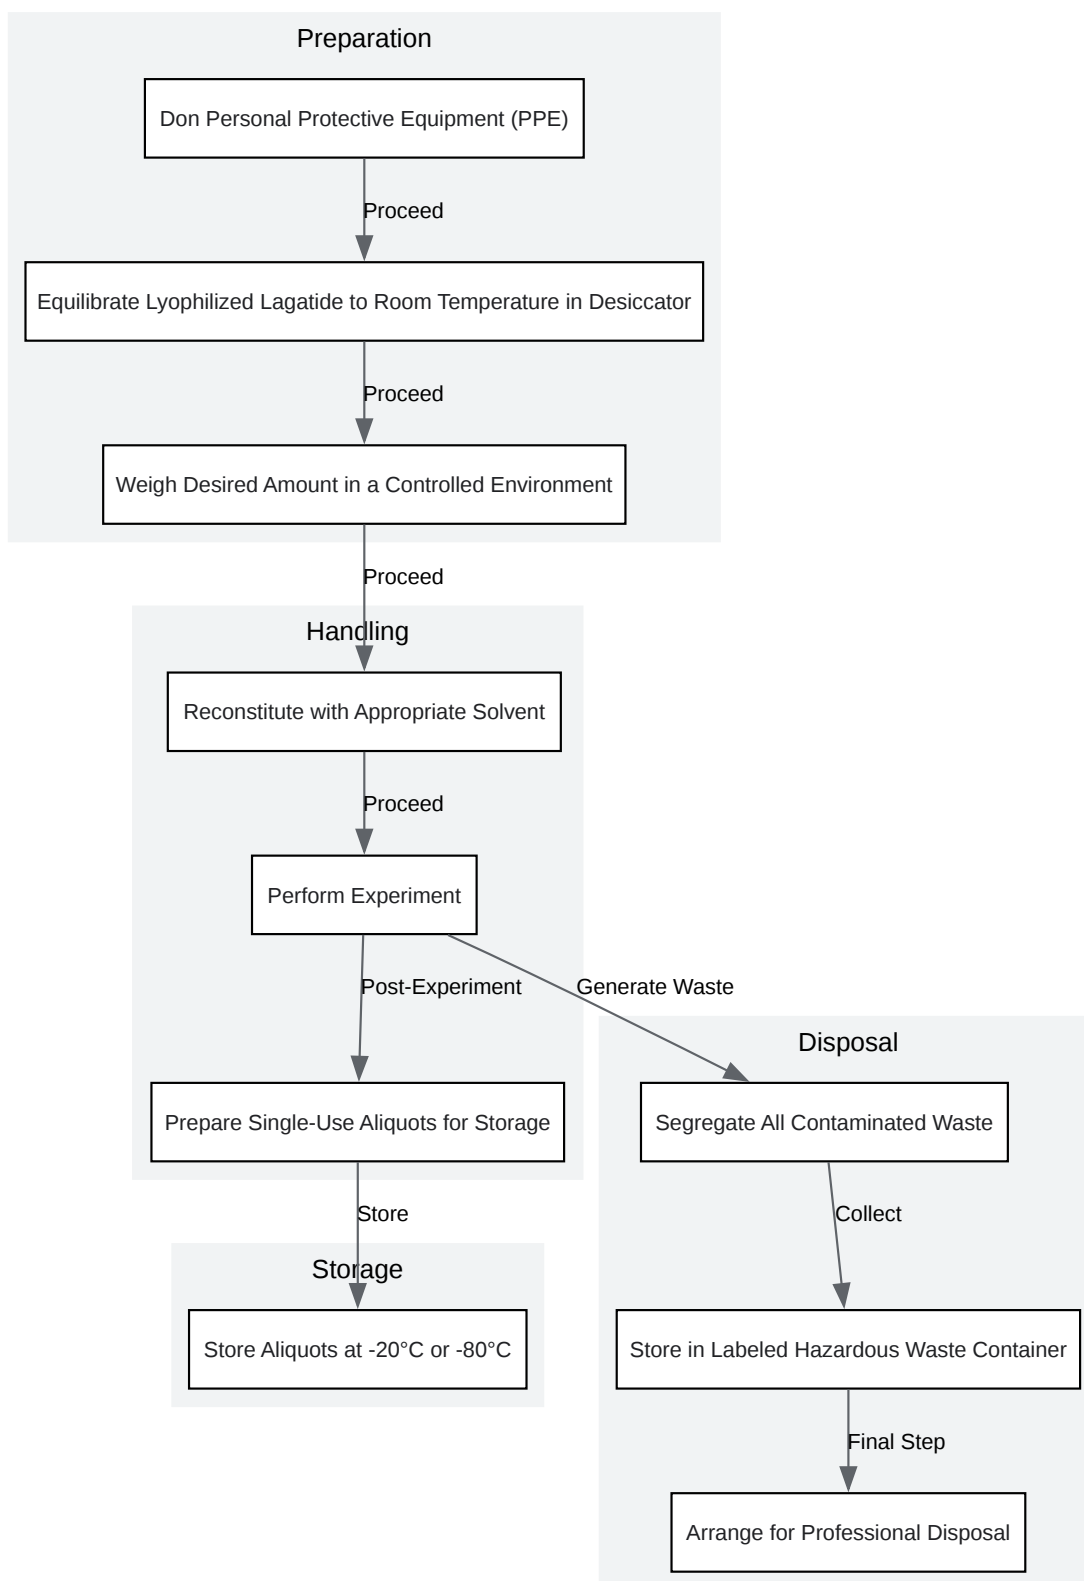 Preparation
Don Personal Protective Equipment (PPE)
Proceed
Equilibrate Lyophilized Lagatide to Room Temperature in Desiccator
Proceed
Weigh Desired Amount in a Controlled Environment
Proceed
Handling
Reconstitute with Appropriate Solvent
Proceed
Perform Experiment
Post-Experiment
Generate Waste
Disposal
Prepare Single-Use Aliquots for Storage
Segregate All Contaminated Waste
Store
Collect
Storage
Store Aliquots at -20°C or -80°C
Store in Labeled Hazardous Waste Container
Final Step
Arrange for Professional Disposal